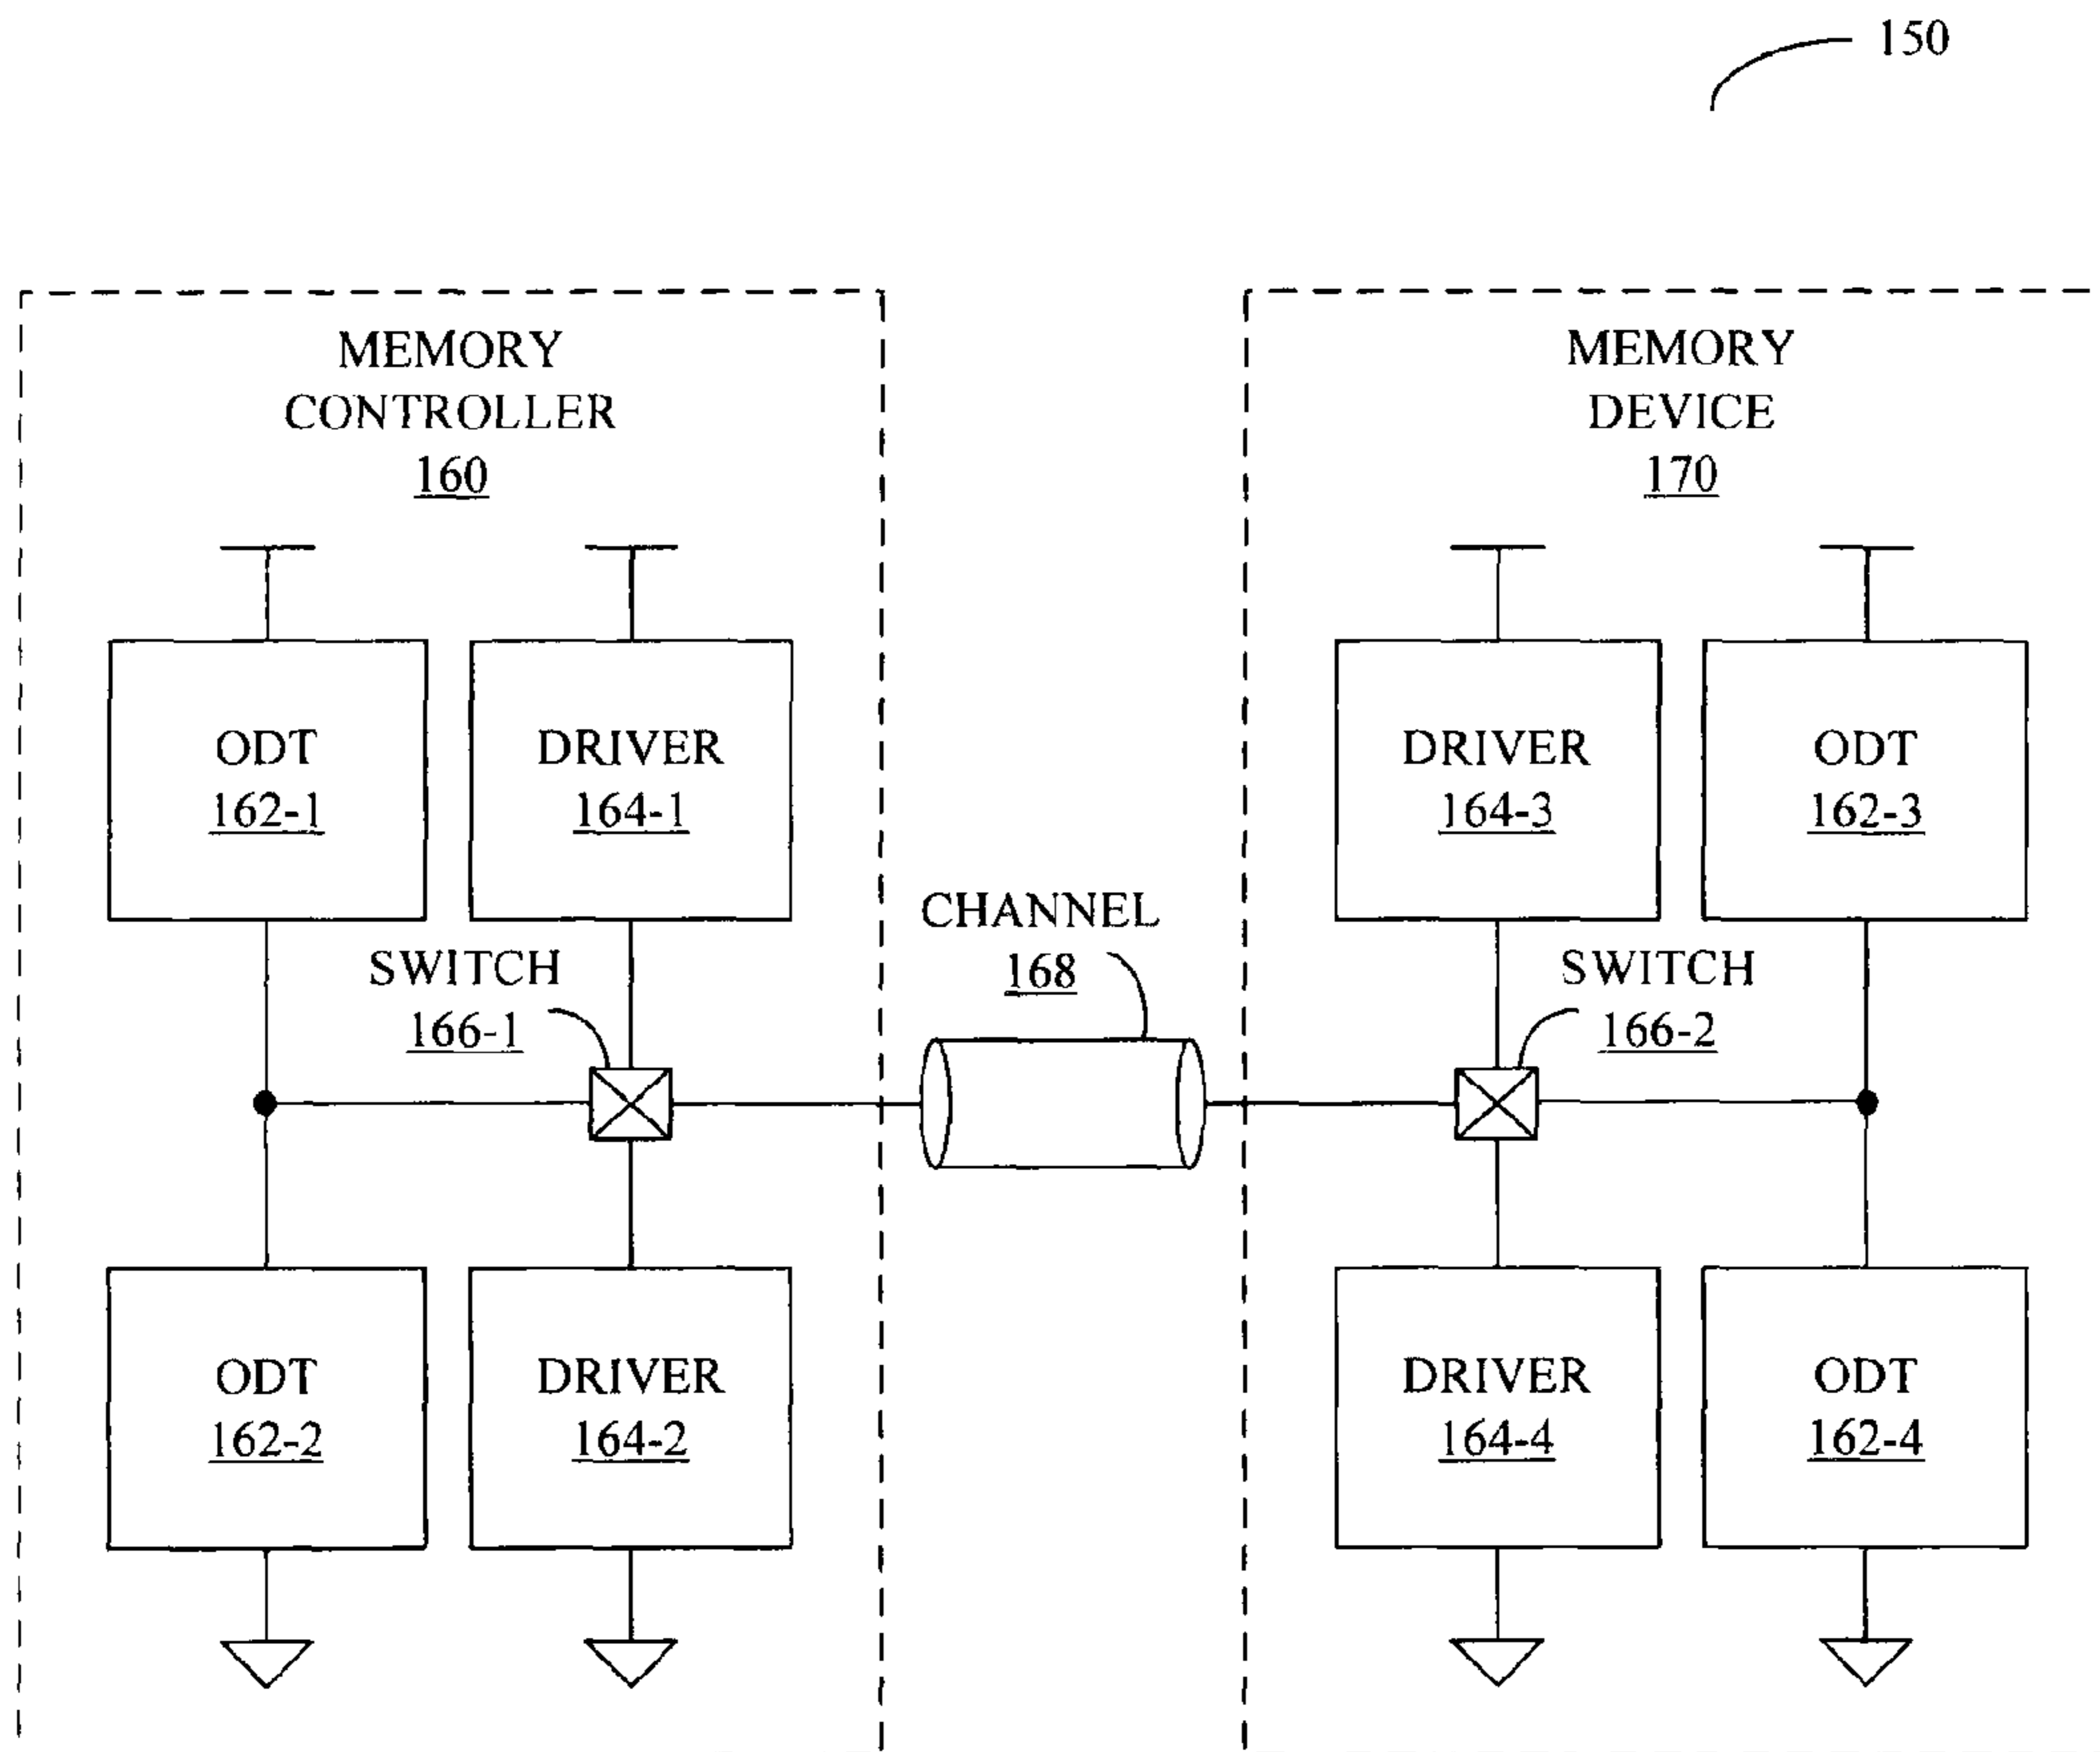 150
MEMORY
CONTROLLER
160
MEMORY
DEVICE
170
ODT
162-1
DRIVER
164-1
DRIVER
164-3
ODT
162-3
SWITCH
166-1
CHANNEL
168
SWITCH
166-2
ODT
162-2
DRIVER
164-2
DRIVER
164-4
ODT
162-4